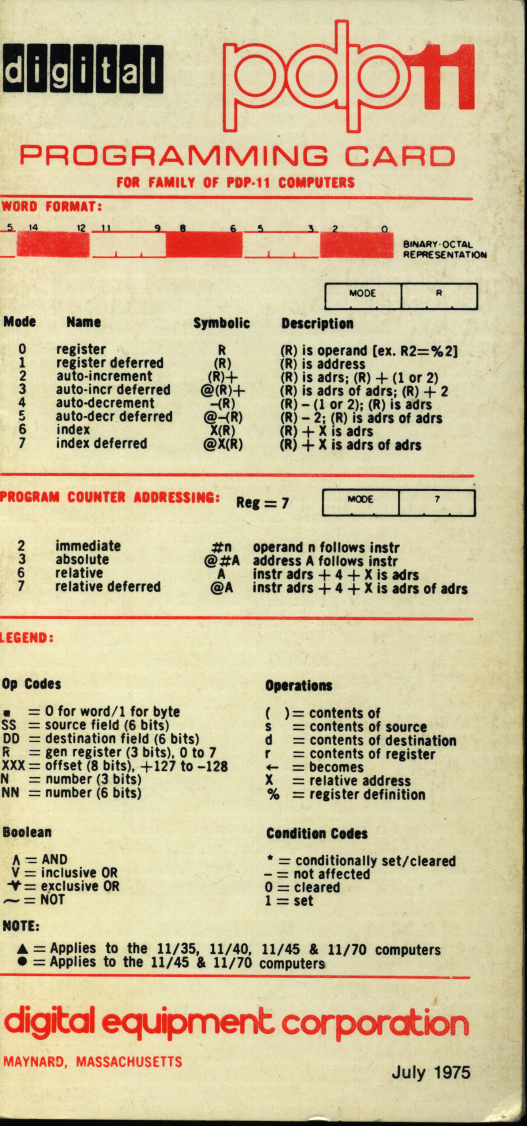 digital pdp11
PROGRAMMING CARD
FOR FAMILY OF PDP-11 COMPUTERS
WORD FORMAT:
5 14 12 11 9 8 6 5 3 2 0
BINARY-OCTAL
REPRESENTATION
MODE R
Mode Name Symbolic Description
0 register R (R) is operand [ex. R2=%2]
1 register deferred (R) (R) is address
2 auto-increment (R)+ (R) is adrs; (R) + (1 or 2)
3 auto-incr deferred @(R)+ (R) is adrs of adrs; (R) + 2
4 auto-decrement –(R) (R) – (1 or 2); (R) is adrs
5 auto-decr deferred @–(R) (R) – 2; (R) is adrs of adrs
6 index X(R) (R) + X is adrs
7 index deferred @X(R) (R) + X is adrs of adrs
PROGRAM COUNTER ADDRESSING: Reg = 7 MODE 7
2 immediate #n operand n follows instr
3 absolute @#A address A follows instr
6 relative A instr adrs + 4 + X is adrs
7 relative deferred @A instr adrs + 4 + X is adrs of adrs
LEGEND:
Op Codes
■ = 0 for word/1 for byte
SS = source field (6 bits)
DD = destination field (6 bits)
R = gen register (3 bits), 0 to 7
XXX = offset (8 bits), +127 to –128
N = number (3 bits)
NN = number (6 bits)
Operations
( ) = contents of
s = contents of source
d = contents of destination
r = contents of register
← = becomes
X = relative address
% = register definition
Boolean
Λ = AND
V = inclusive OR
⊻ = exclusive OR
~ = NOT
Condition Codes
* = conditionally set/cleared
– = not affected
0 = cleared
1 = set
NOTE:
▲ = Applies to the 11/35, 11/40, 11/45 & 11/70 computers
● = Applies to the 11/45 & 11/70 computers
digital equipment corporation
MAYNARD, MASSACHUSETTS
July 1975